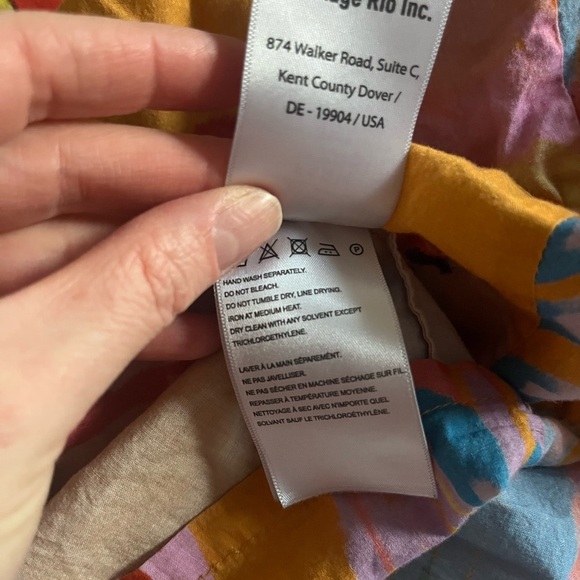 Rio Inc.
874 Walker Road, Suite C,
Kent County Dover /
DE - 19904 / USA
P
HAND WASH SEPARATELY.
DO NOT BLEACH.
DO NOT TUMBLE DRY, LINE DRYING.
IRON AT MEDIUM HEAT.
DRY CLEAN WITH ANY SOLVENT EXCEPT
TRICHLOROETHYLENE.
LAVER À LA MAIN SÉPAREMENT.
NE PAS JAVELLISER.
NE PAS SÉCHER EN MACHINE SÉCHAGE SUR FIL.
REPASSER À TEMPÉRATURE MOYENNE.
NETTOYAGE À SEC AVEC N'IMPORTE QUEL
SOLVANT SAUF LE TRICHLOROÉTHYLÈNE.